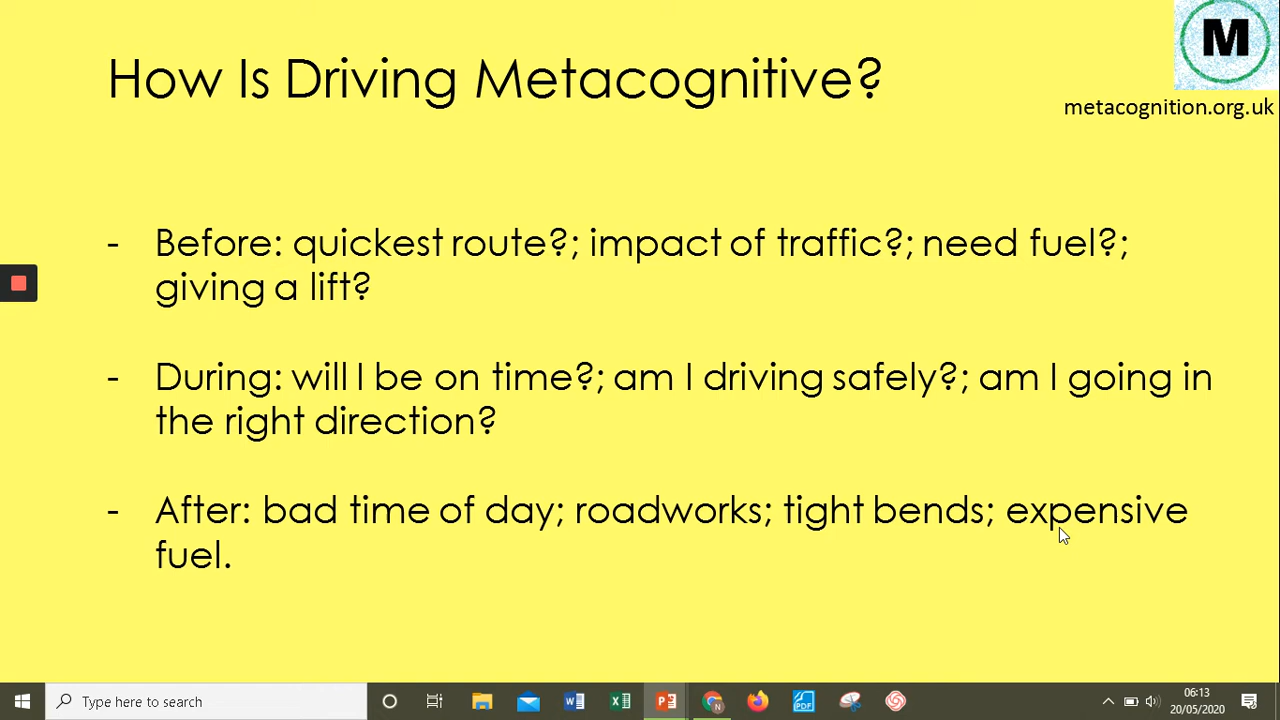 M
How Is Driving Metacognitive?
metacognition.org.uk
- Before: quickest route?; impact of traffic?; need fuel?;
giving a lift?
- During: will I be on time?; am I driving safely?; am I going in
the right direction?
- After: bad time of day; roadworks; tight bends; expensive
fuel.
Type here to search
06:13
20/05/2020